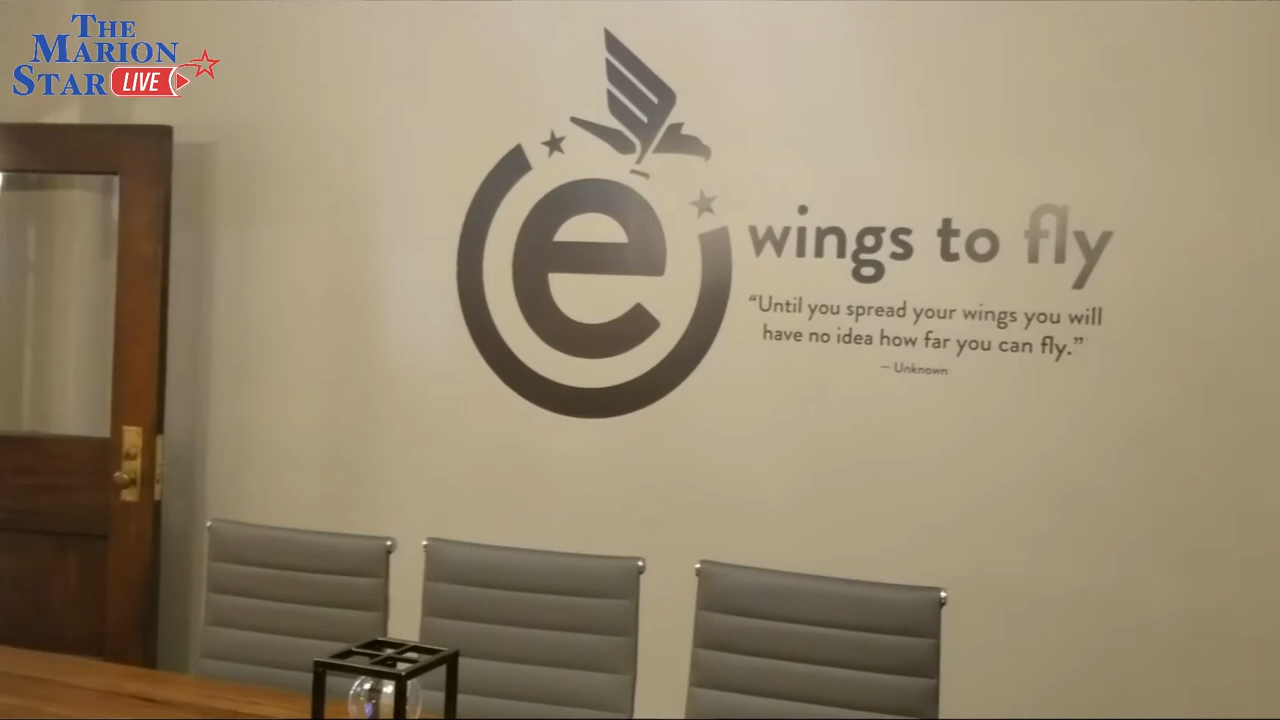 THE
MARION
STAR LIVE
e
wings to fly
“Until you spread your wings you will
have no idea how far you can fly.”
— Unknown